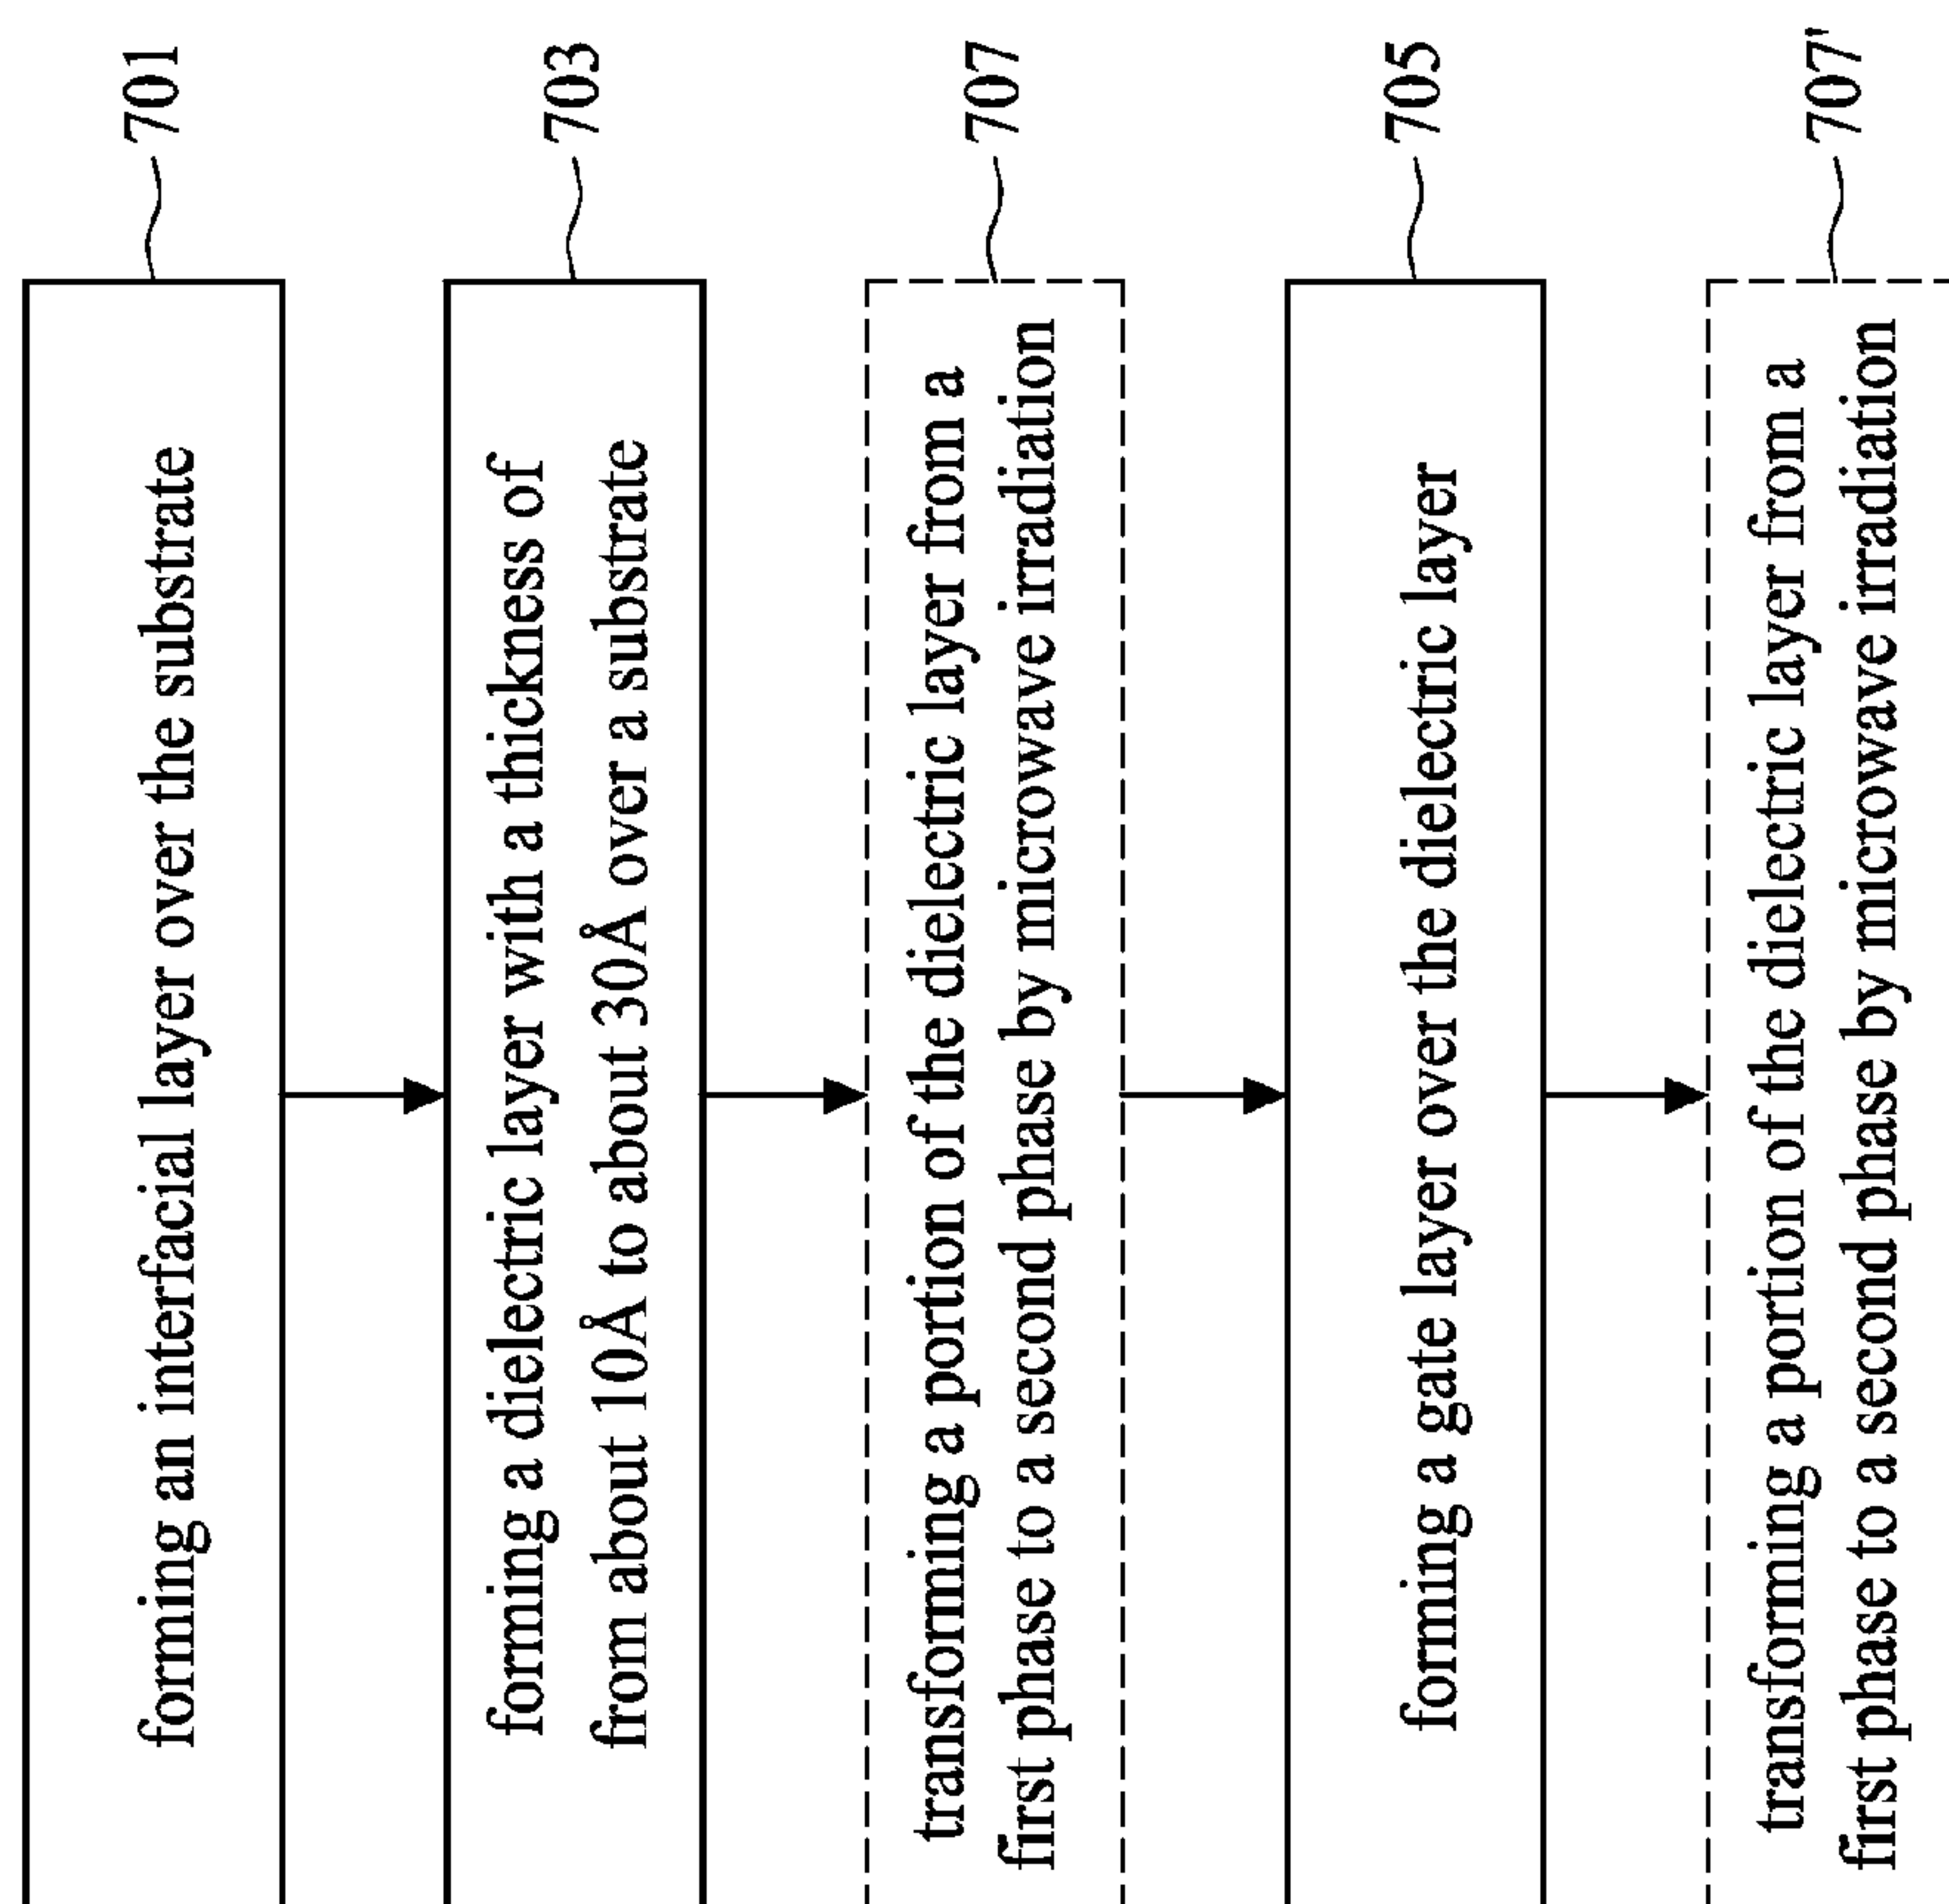 forming an interfacial layer over the substrate
701
forming a dielectric layer with a thickness of
from about 10Å to about 30Å over a substrate
703
transforming a portion of the dielectric layer from a
first phase to a second phase by microwave irradiation
707
forming a gate layer over the dielectric layer
705
transforming a portion of the dielectric layer from a
first phase to a second phase by microwave irradiation
707'